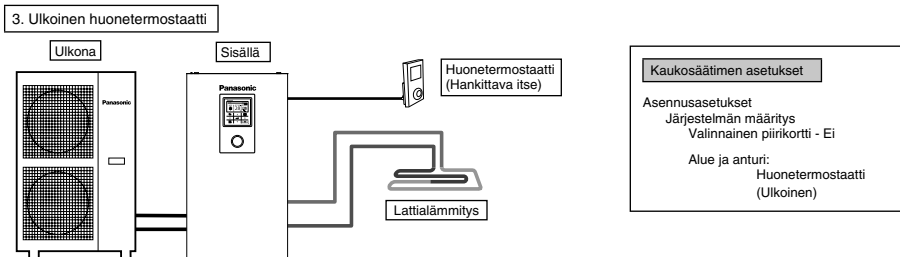 3. Ulkoinen huonetermostaatti
Ulkona
Sisällä
Panasonic
Panasonic
Huonetermostaatti
(Hankittava itse)
Lattialämmitys
Kaukosäätimen asetukset
Asennusasetukset
Järjestelmän määritys
Valinnainen piirikortti - Ei
Alue ja anturi:
Huonetermostaatti
(Ulkoinen)